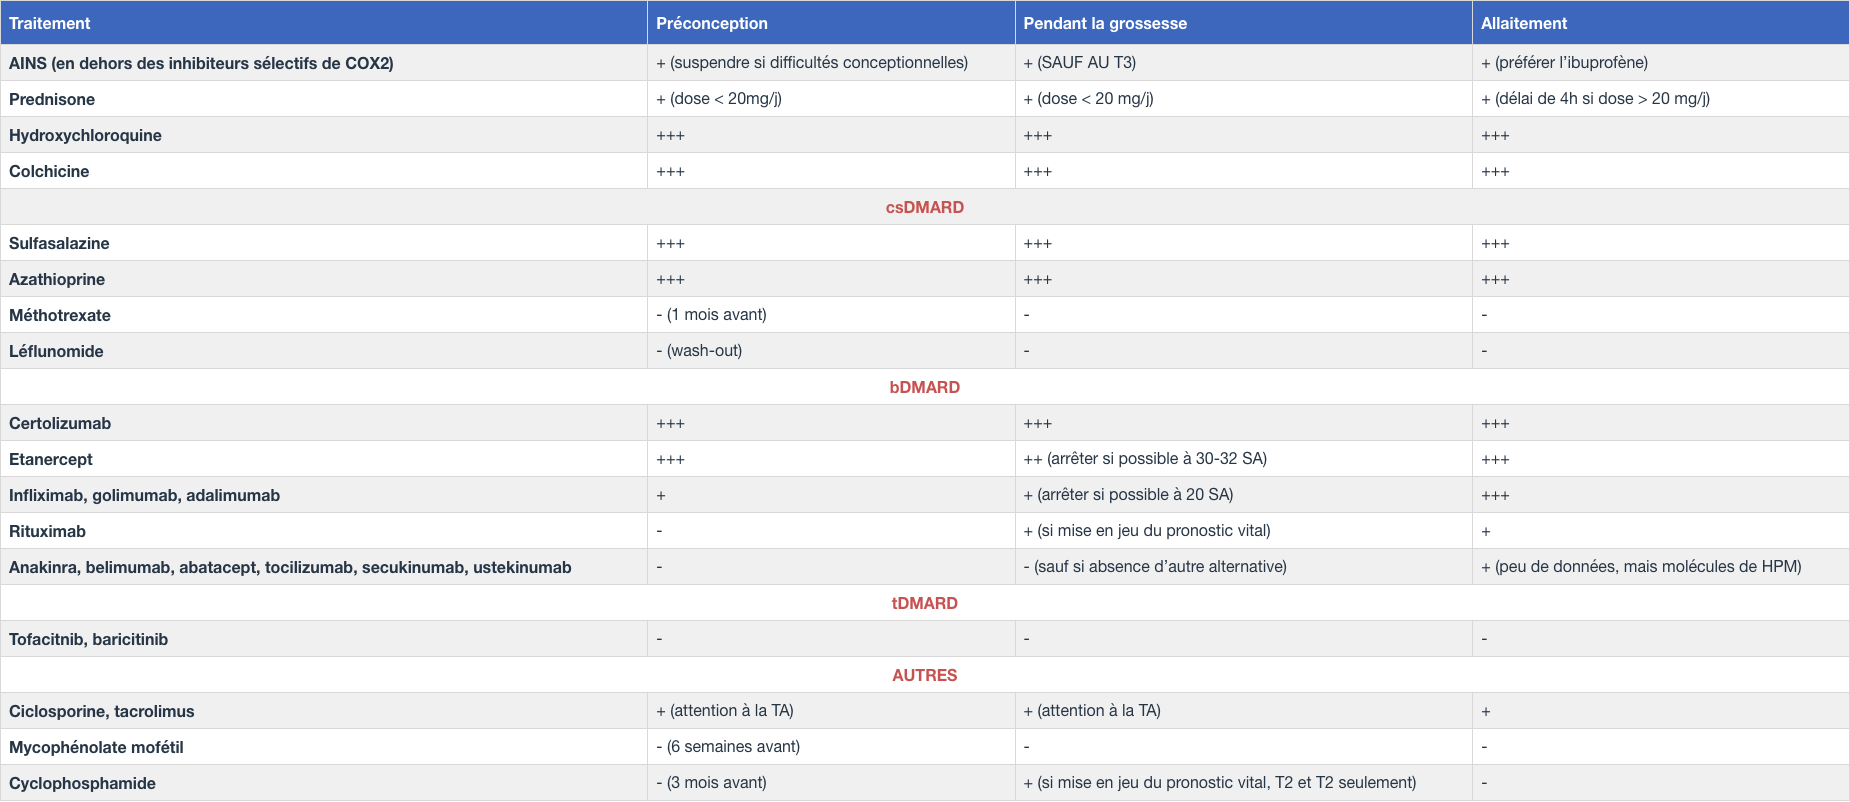 Traitement Préconception Pendant la grossesse Allaitement
AINS (en dehors des inhibiteurs sélectifs de COX2) + (suspendre si difficultés conceptionnelles) + (SAUF AU T3) + (préférer l’ibuprofène)
Prednisone + (dose < 20mg/j) + (dose < 20 mg/j) + (délai de 4h si dose > 20 mg/j)
Hydroxychloroquine +++ +++ +++
Colchicine +++ +++ +++
csDMARD
Sulfasalazine +++ +++ +++
Azathioprine +++ +++ +++
Méthotrexate - (1 mois avant) - -
Léflunomide - (wash-out) - -
bDMARD
Certolizumab +++ +++ +++
Etanercept +++ ++ (arrêter si possible à 30-32 SA) +++
Infliximab, golimumab, adalimumab + + (arrêter si possible à 20 SA) +++
Rituximab - + (si mise en jeu du pronostic vital) +
Anakinra, belimumab, abatacept, tocilizumab, secukinumab, ustekinumab - - (sauf si absence d’autre alternative) + (peu de données, mais molécules de HPM)
tDMARD
Tofacitnib, baricitinib - - -
AUTRES
Ciclosporine, tacrolimus + (attention à la TA) + (attention à la TA) +
Mycophénolate mofétil - (6 semaines avant) - -
Cyclophosphamide - (3 mois avant) + (si mise en jeu du pronostic vital, T2 et T2 seulement) -